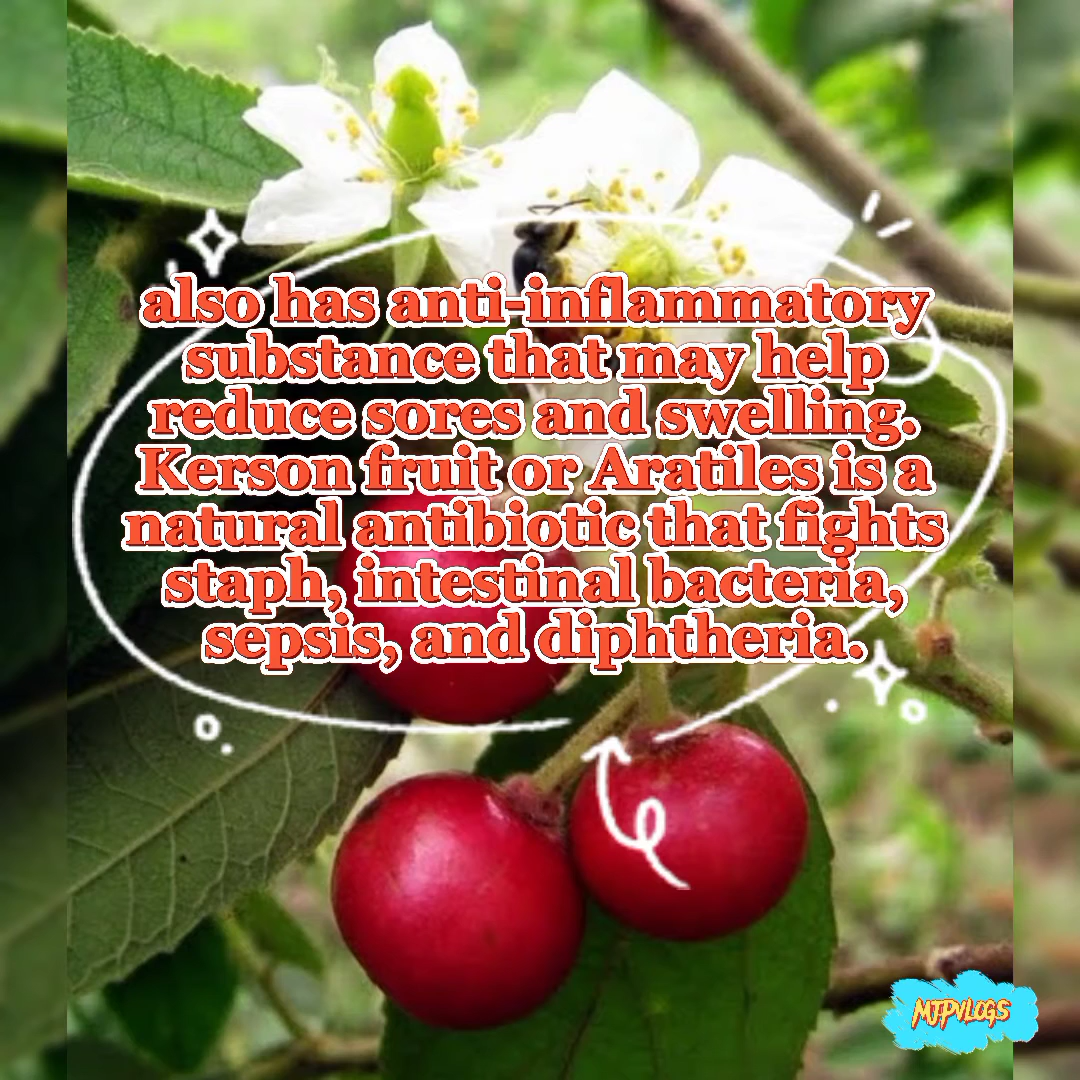 also has anti-inflammatory
substance that may help
reduce sores and swelling.
Kerson fruit or Aratiles is a
natural antibiotic that fights
staph, intestinal bacteria,
sepsis, and diphtheria.
MJPVLOGS